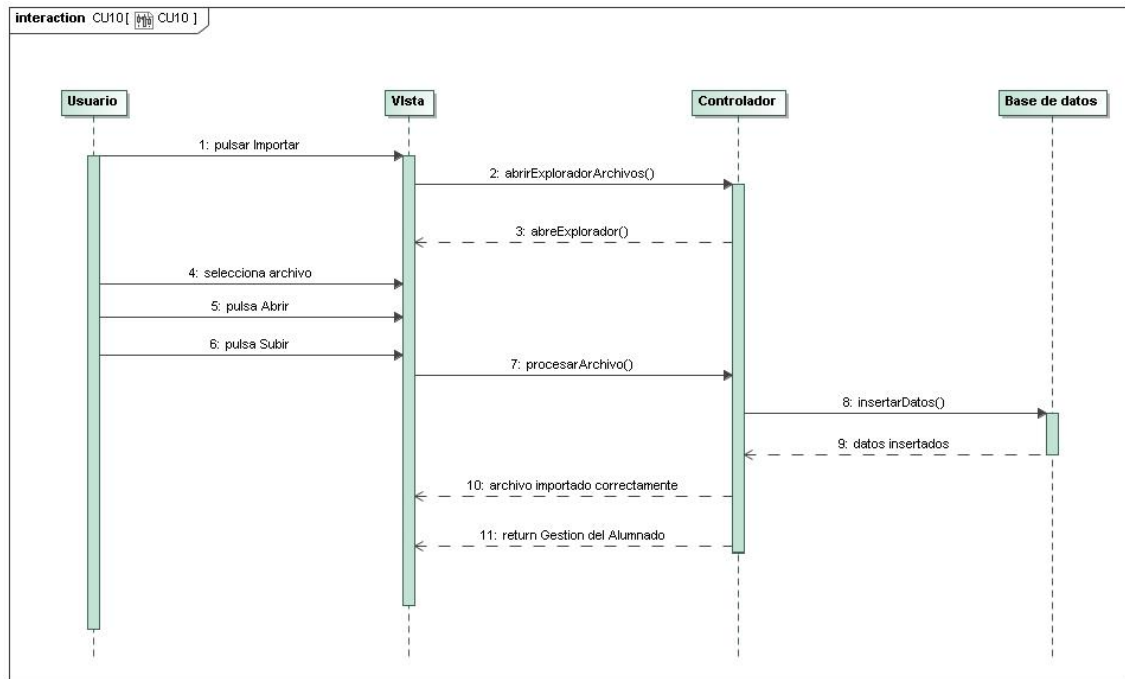 interaction CU10 [ CU10 ]
Usuario
VIsta
Controlador
Base de datos
1: pulsar Importar
2: abrirExploradorArchivos()
3: abreExplorador()
4: selecciona archivo
5: pulsa Abrir
6: pulsa Subir
7: procesarArchivo()
8: insertarDatos()
9: datos insertados
10: archivo importado correctamente
11: return Gestion del Alumnado